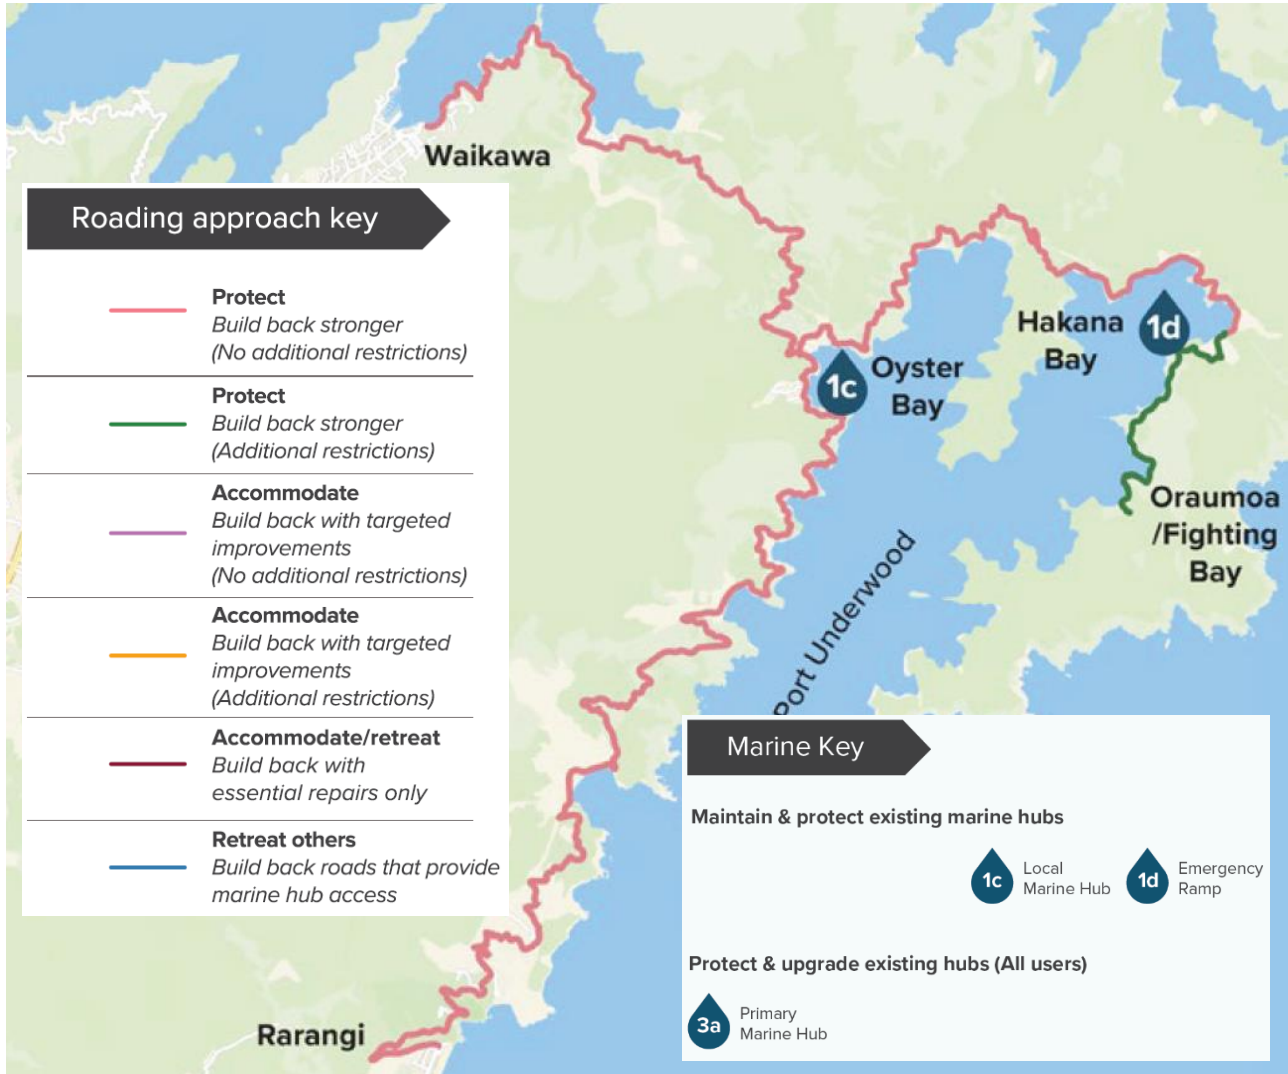 Waikawa
Roading approach key
Protect
Build back stronger
(No additional restrictions)
Protect
Build back stronger
(Additional restrictions)
Accommodate
Build back with targeted
improvements
(No additional restrictions)
Accommodate
Build back with targeted
improvements
(Additional restrictions)
Accommodate/retreat
Build back with
essential repairs only
Retreat others
Build back roads that provide
marine hub access
Hakana
Bay
1d
1c
Oyster
Bay
Oraumoa
/Fighting
Bay
Port Underwood
Marine Key
Maintain & protect existing marine hubs
1c
Local
Marine Hub
1d
Emergency
Ramp
Protect & upgrade existing hubs (All users)
3a
Primary
Marine Hub
Rarangi